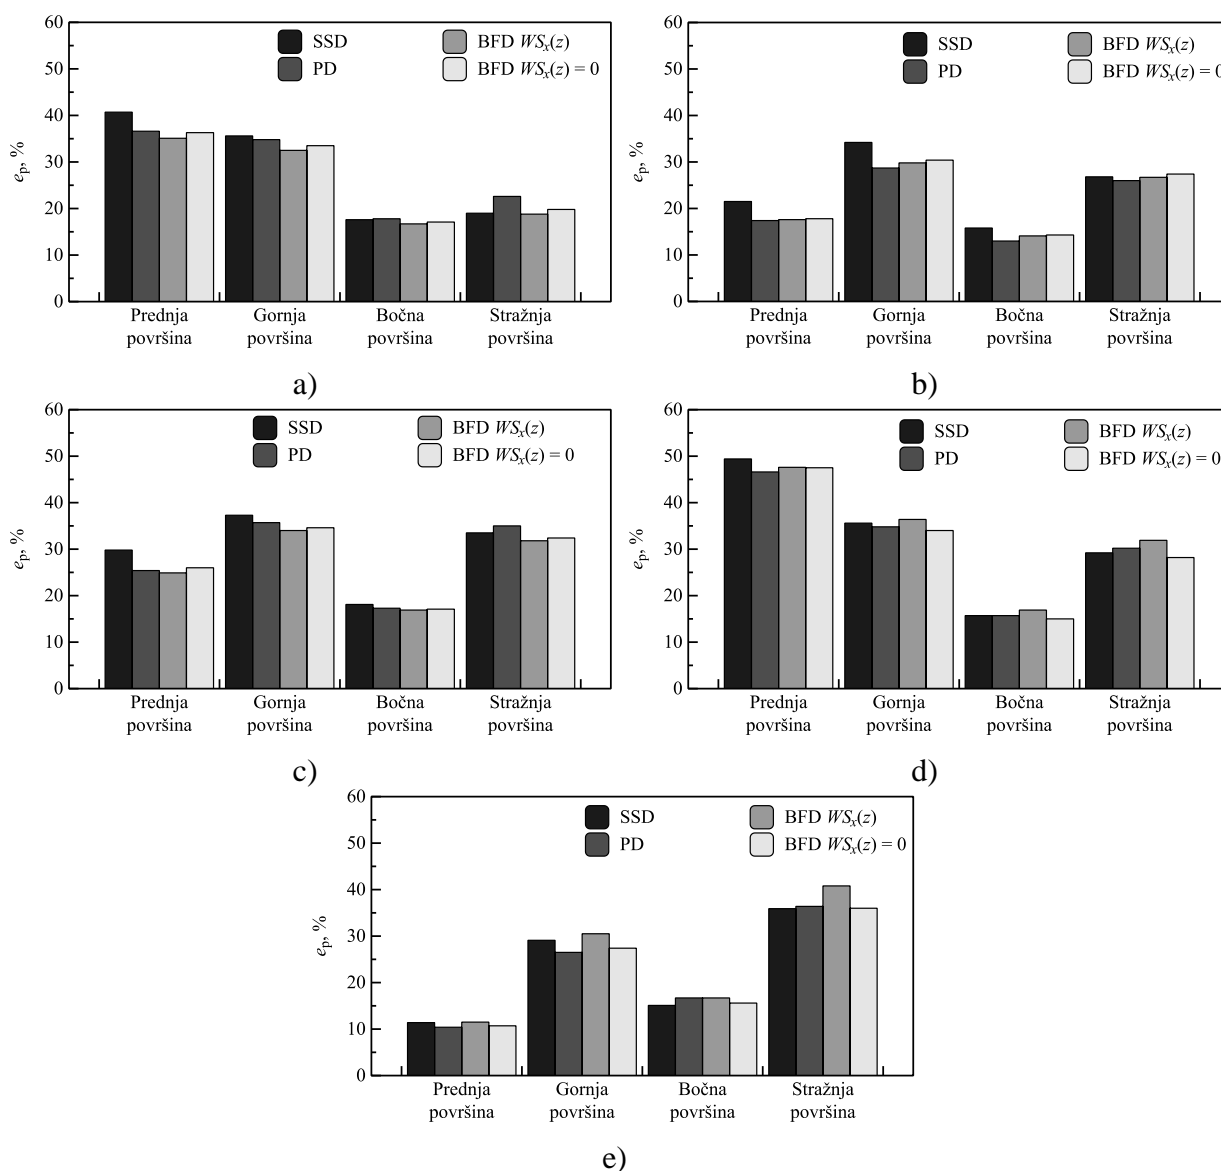 60
50
40
30
20
10
0
e_p, %
SSD
BFD WS_x(z)
PD
BFD WS_x(z) = 0
Prednja površina
Gornja površina
Bočna površina
Stražnja površina
a)
60
50
40
30
20
10
0
e_p, %
SSD
BFD WS_x(z)
PD
BFD WS_x(z) = 0
Prednja površina
Gornja površina
Bočna površina
Stražnja površina
b)
60
50
40
30
20
10
0
e_p, %
SSD
BFD WS_x(z)
PD
BFD WS_x(z) = 0
Prednja površina
Gornja površina
Bočna površina
Stražnja površina
c)
60
50
40
30
20
10
0
e_p, %
SSD
BFD WS_x(z)
PD
BFD WS_x(z) = 0
Prednja površina
Gornja površina
Bočna površina
Stražnja površina
d)
60
50
40
30
20
10
0
e_p, %
SSD
BFD WS_x(z)
PD
BFD WS_x(z) = 0
Prednja površina
Gornja površina
Bočna površina
Stražnja površina
e)